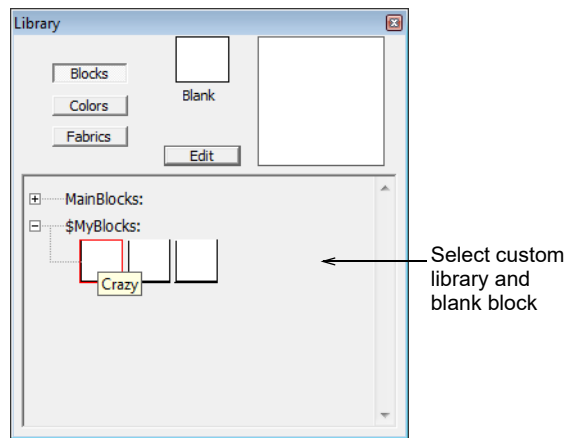 Library
Blocks
Colors
Fabrics
Blank
Edit
MainBlocks:
$MyBlocks:
Crazy
Select custom
library and
blank block